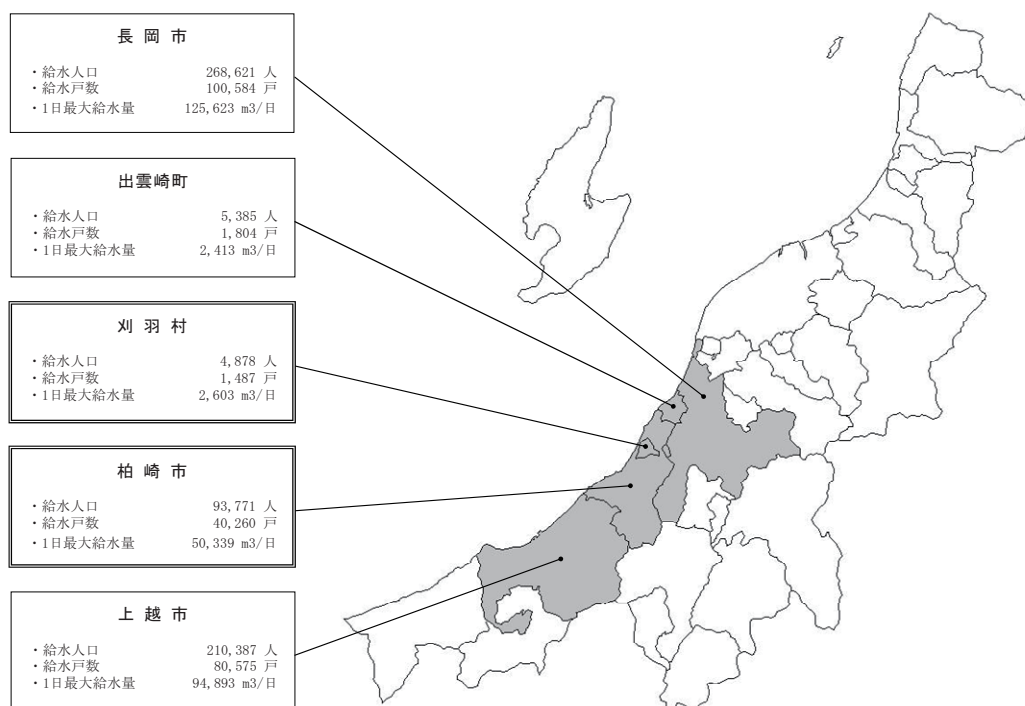 長岡市
・給水人口 268,621 人
・給水戸数 100,584 戸
・1日最大給水量 125,623 m3/日
出雲崎町
・給水人口 5,385 人
・給水戸数 1,804 戸
・1日最大給水量 2,413 m3/日
刈羽村
・給水人口 4,878 人
・給水戸数 1,487 戸
・1日最大給水量 2,603 m3/日
柏崎市
・給水人口 93,771 人
・給水戸数 40,260 戸
・1日最大給水量 50,339 m3/日
上越市
・給水人口 210,387 人
・給水戸数 80,575 戸
・1日最大給水量 94,893 m3/日